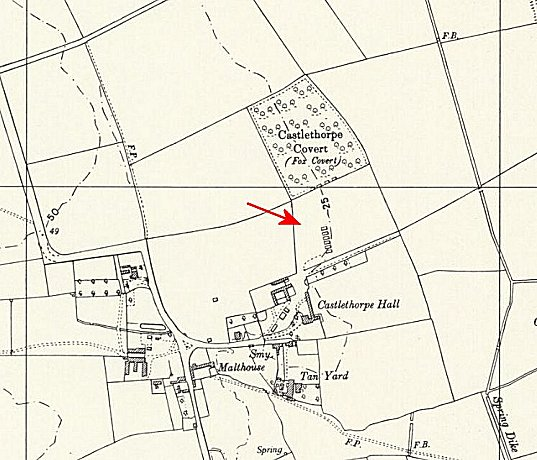 F.B.
Castlethorpe
Covert
(Fox Covert)
F.P.
25
50
49
Castlethorpe Hall
Smy.
Malthouse
Tan Yard
Spring Dike
F.P.
F.B.
Spring